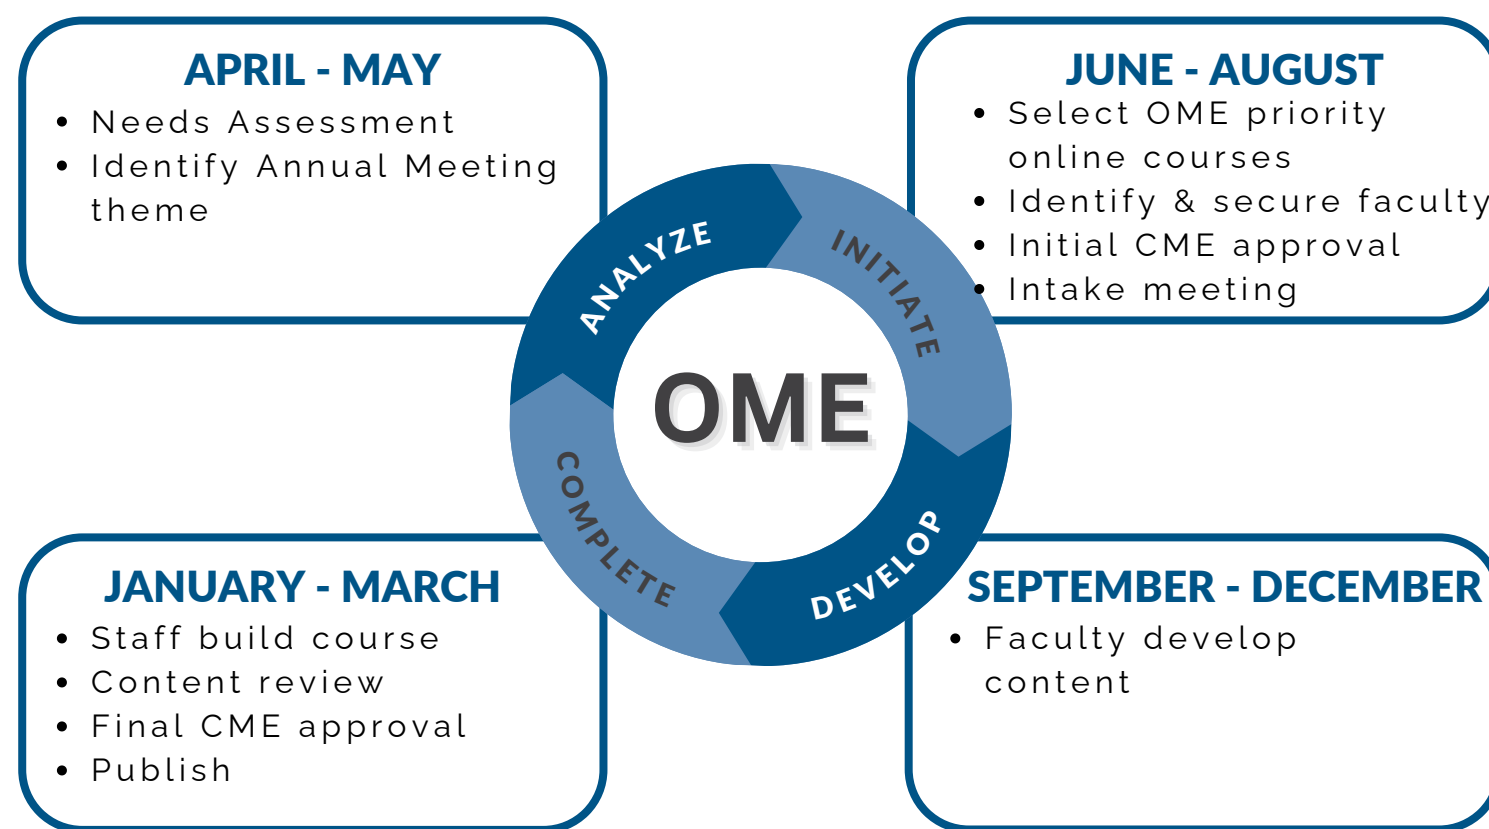 APRIL - MAY
• Needs Assessment
• Identify Annual Meeting
theme
JUNE - AUGUST
• Select OME priority
online courses
• Identify & secure faculty
• Initial CME approval
• Intake meeting
ANALYZE
INITIATE
OME
COMPLETE
DEVELOP
JANUARY - MARCH
• Staff build course
• Content review
• Final CME approval
• Publish
SEPTEMBER - DECEMBER
• Faculty develop
content